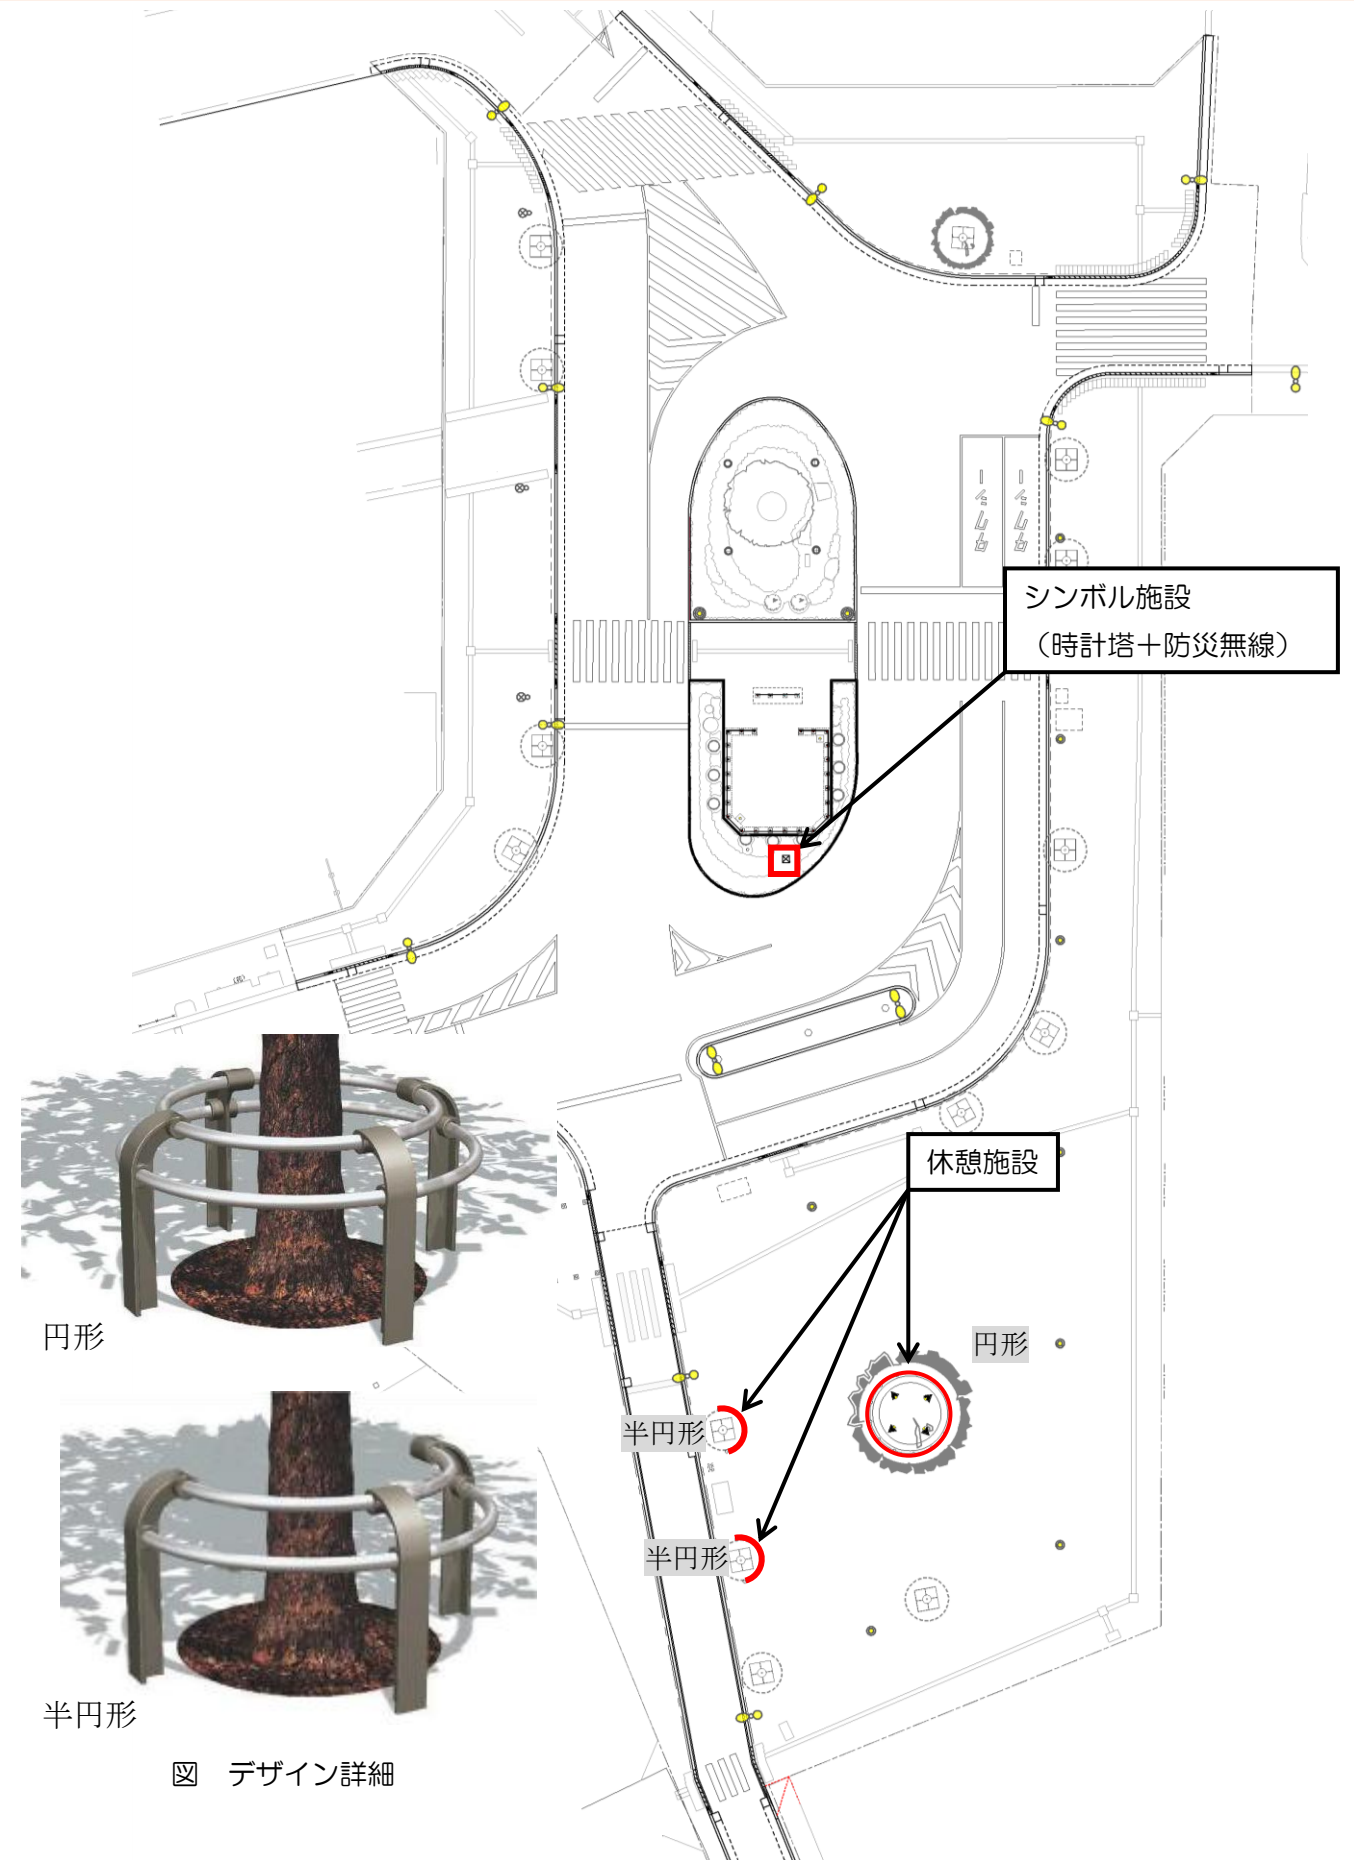 シンボル施設
（時計塔＋防災無線）
休憩施設
円形
円形
半円形
半円形
半円形
図　デザイン詳細